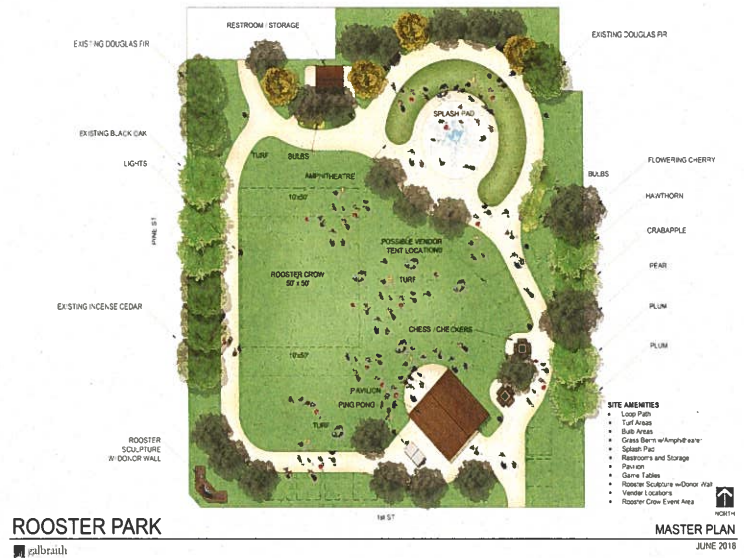 RESTROOM / STORAGE
EXISTING DOUGLAS FIR
EXISTING DOUGLAS FIR
SPLASH PAD
EXISTING BLACK OAK
LIGHTS
TURF
BULBS
AMPHITHEATRE
FLOWERING CHERRY
BULBS
HAWTHORN
10'x50'
PINE ST
CRABAPPLE
POSSIBLE VENDOR
TENT LOCATIONS
PEAR
ROOSTER CROW
50' x 50'
TURF
EXISTING INCENSE CEDAR
PLUM
CHESS / CHECKERS
PLUM
10'x50'
PAVILION
PING PONG
TURF
ROOSTER
SCULPTURE
W/ DONOR WALL
SITE AMENITIES
• Loop Path
• Turf Areas
• Bulb Areas
• Grass Berm w/Amphitheater
• Splash Pad
• Restrooms and Storage
• Pavilion
• Game Tables
• Rooster Sculpture w/Donor Wall
• Vender Locations
• Rooster Crow Event Area
NORTH
1st ST
ROOSTER PARK
MASTER PLAN
galbraith
JUNE 2018